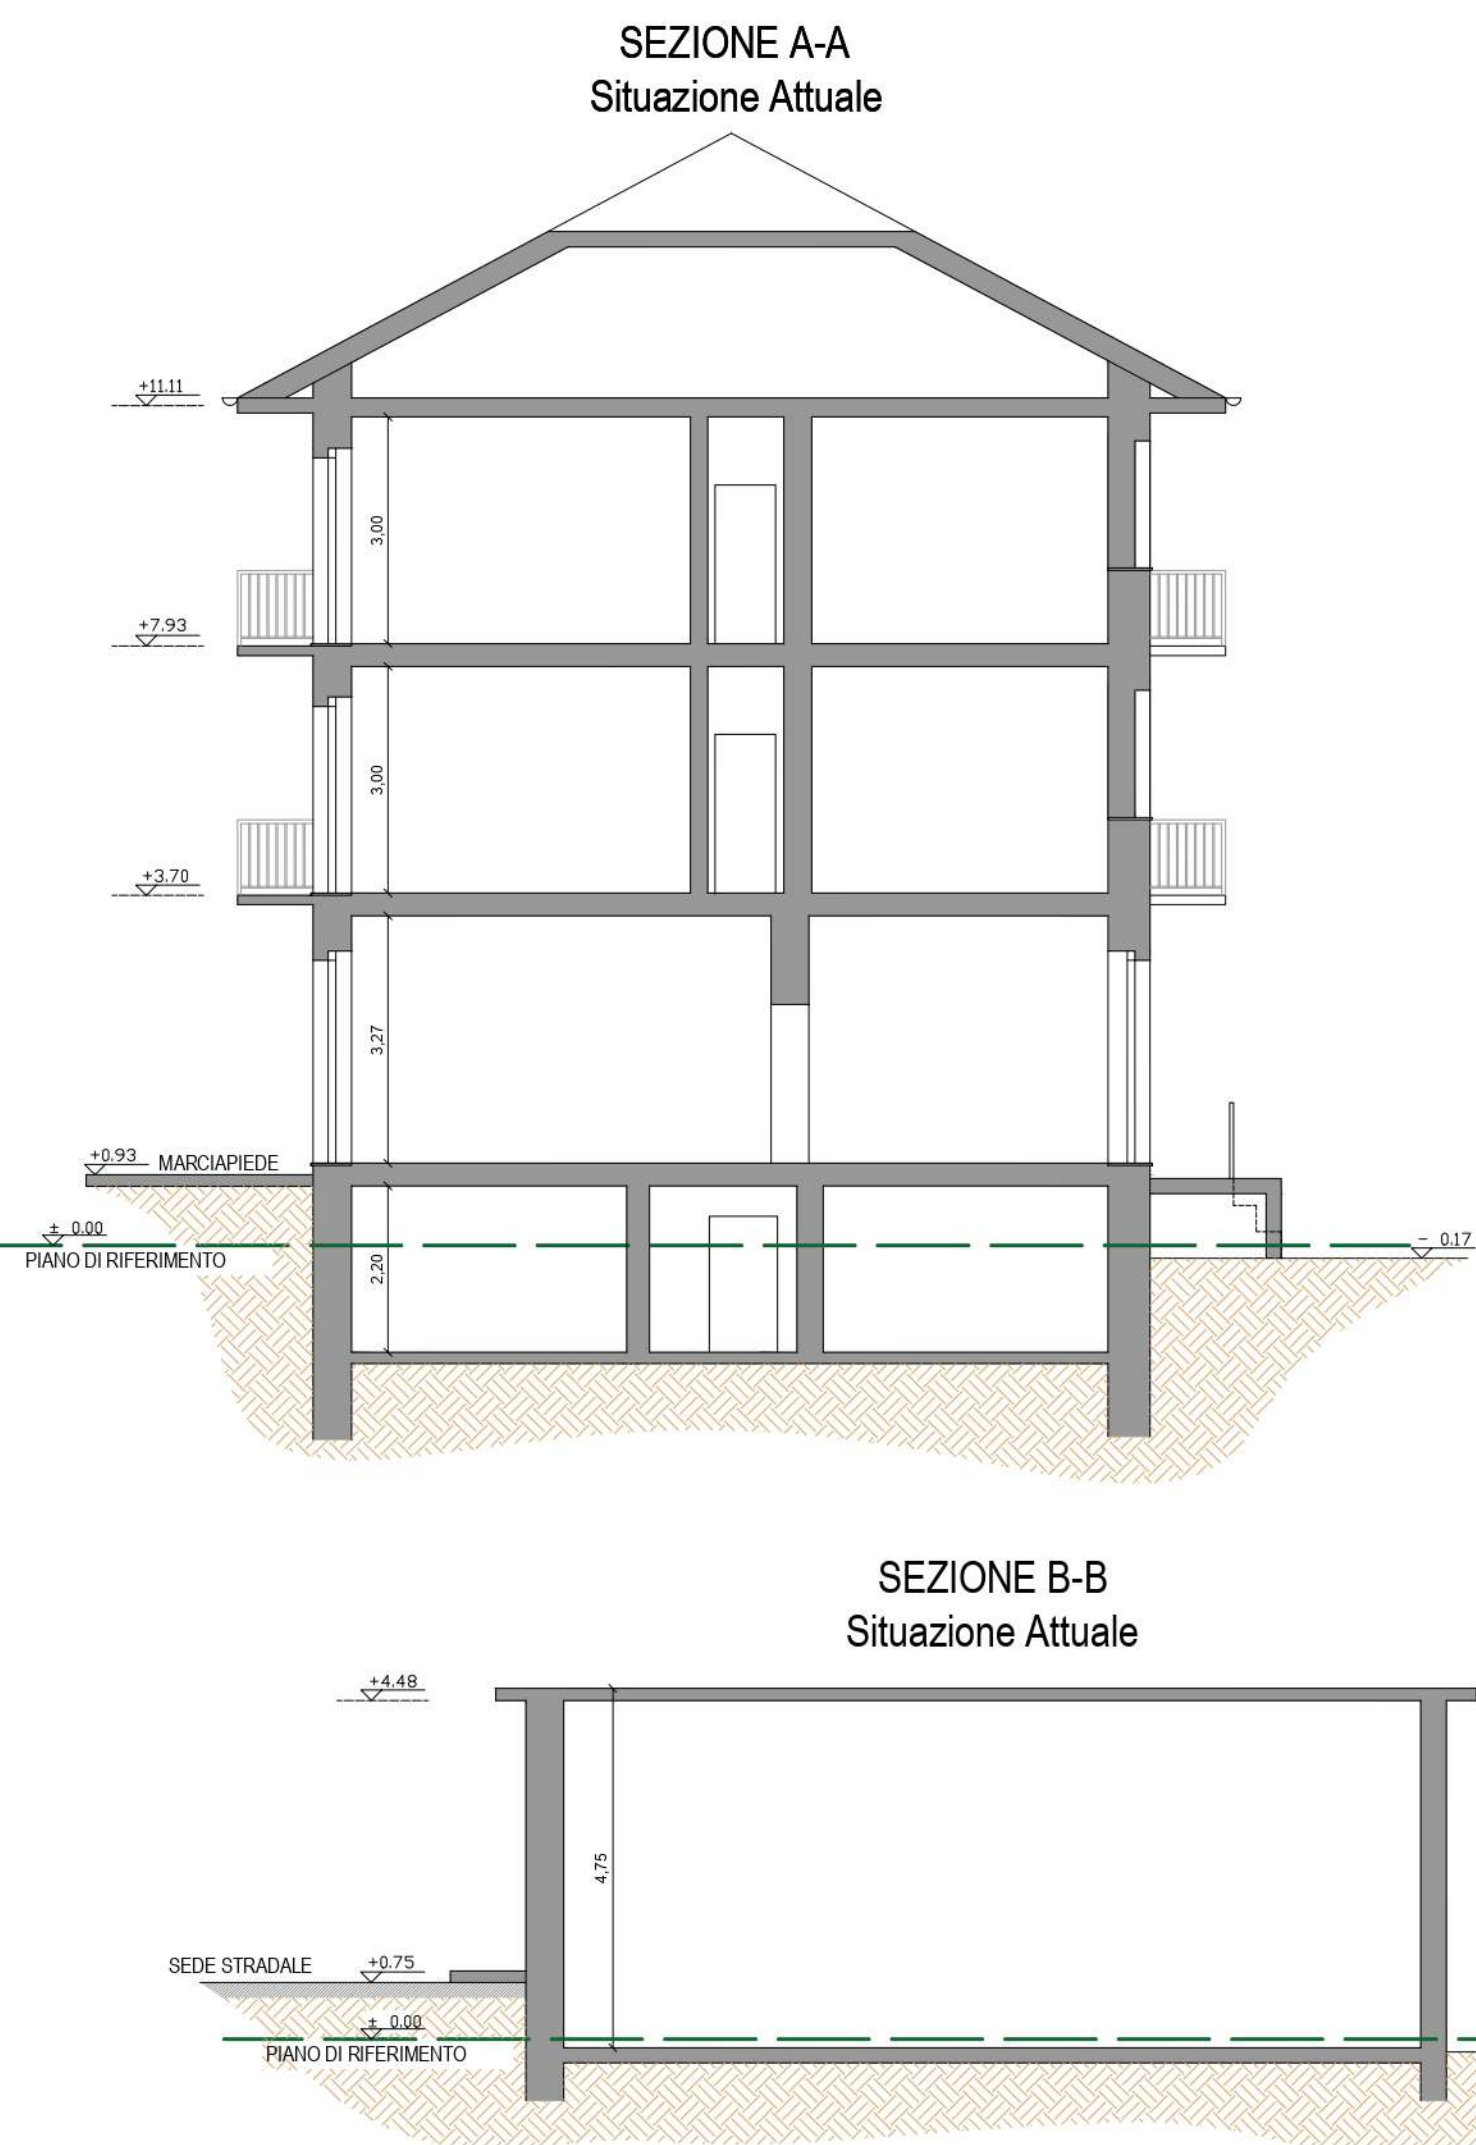 SEZIONE A-A
Situazione Attuale
+11.11
3,00
+7.93
3,00
+3.70
3,27
+0.93 MARCIAPIEDE
± 0.00
PIANO DI RIFERIMENTO
- 0.17
2,20
SEZIONE B-B
Situazione Attuale
+4.48
4,75
SEDE STRADALE +0.75
± 0.00
PIANO DI RIFERIMENTO